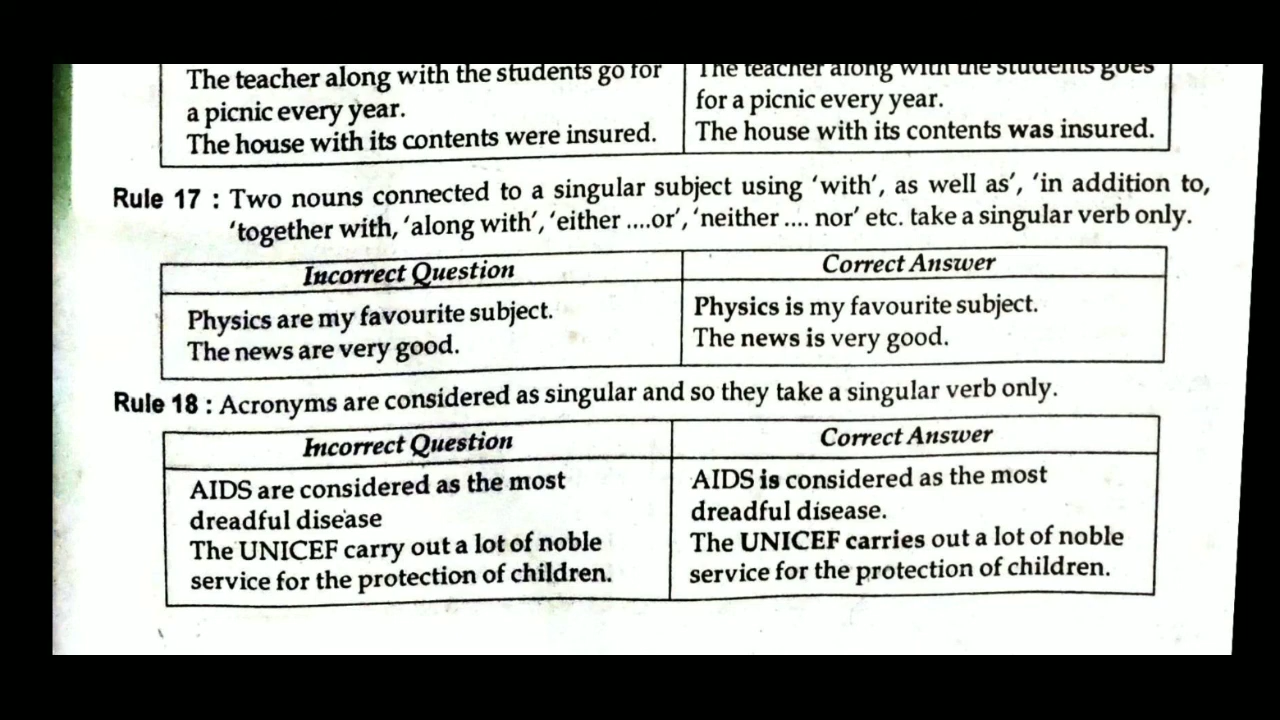 The teacher along with the students go for
a picnic every year.
The house with its contents were insured.
The teacher along with the students goes
for a picnic every year.
The house with its contents was insured.
Rule 17 : Two nouns connected to a singular subject using 'with', as well as', 'in addition to,
'together with, 'along with', 'either ....or', 'neither .... nor' etc. take a singular verb only.
Incorrect Question
Correct Answer
Physics are my favourite subject.
The news are very good.
Physics is my favourite subject.
The news is very good.
Rule 18 : Acronyms are considered as singular and so they take a singular verb only.
Incorrect Question
Correct Answer
AIDS are considered as the most
dreadful disease
The UNICEF carry out a lot of noble
service for the protection of children.
AIDS is considered as the most
dreadful disease.
The UNICEF carries out a lot of noble
service for the protection of children.